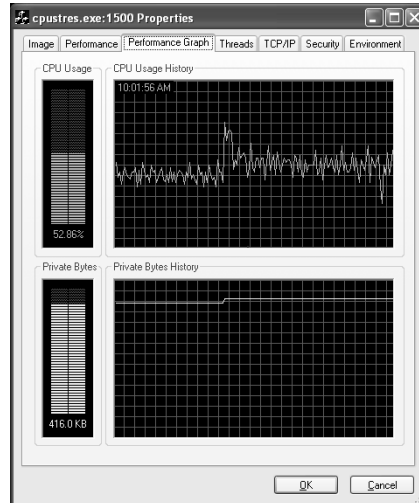 cpustres.exe:1500 Properties
Image Performance Performance Graph Threads TCP/IP Security Environment
CPU Usage
CPU Usage History
10:01:56 AM
52.86%
Private Bytes
Private Bytes History
416.0 KB
OK Cancel